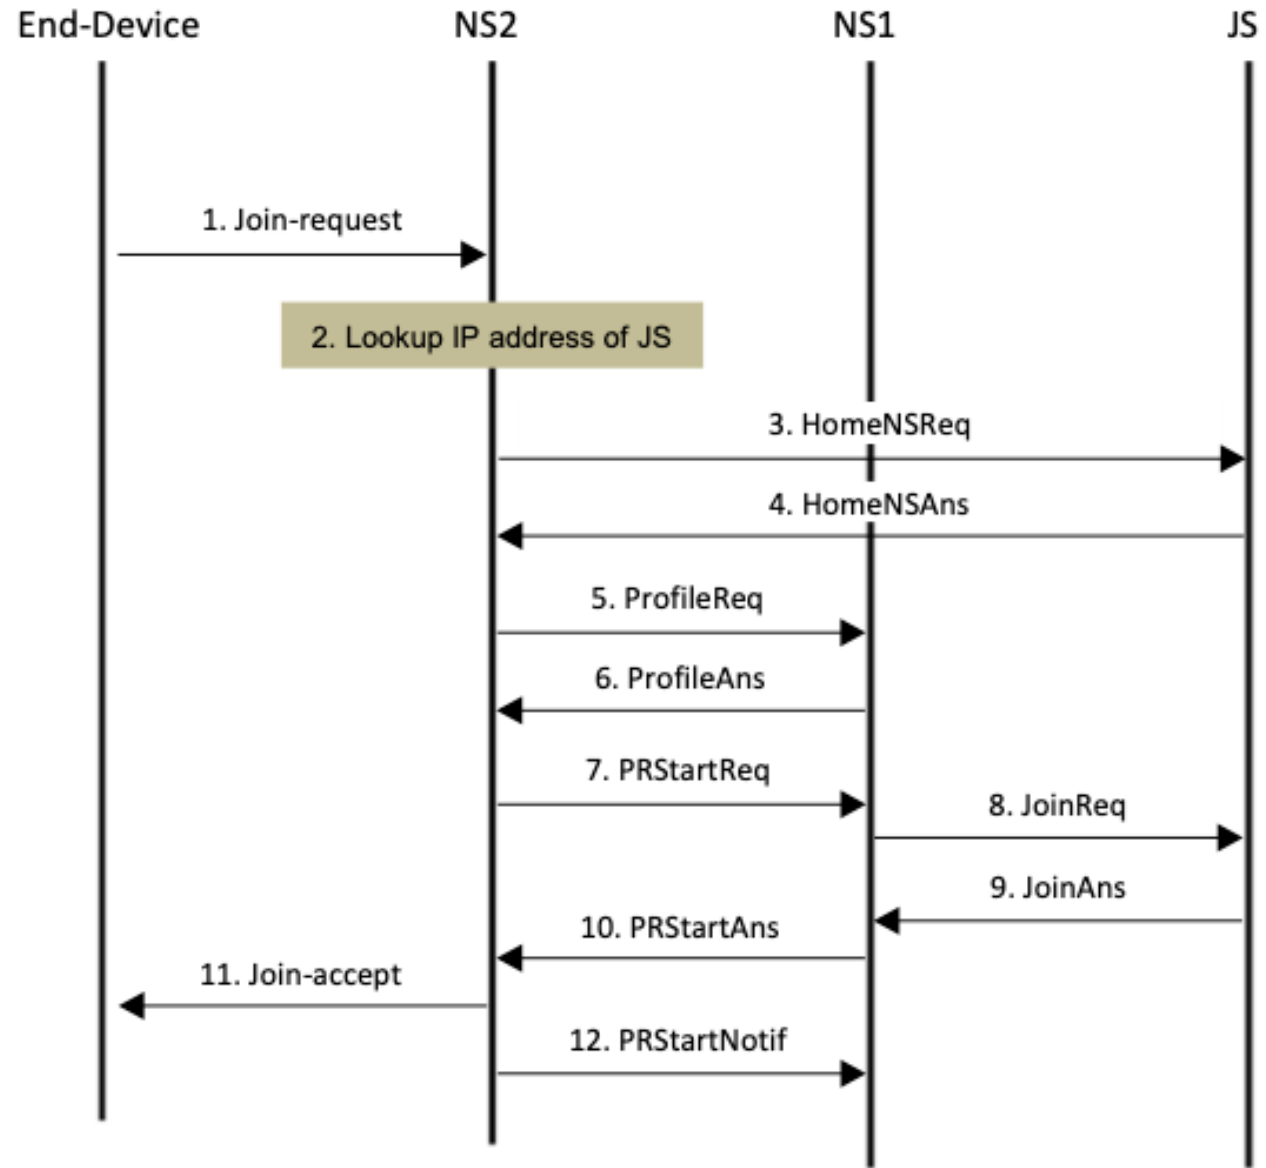 End-Device NS2 NS1 JS
1. Join-request
2. Lookup IP address of JS
3. HomeNSReq
4. HomeNSAns
5. ProfileReq
6. ProfileAns
7. PRStartReq
8. JoinReq
9. JoinAns
10. PRStartAns
11. Join-accept
12. PRStartNotif